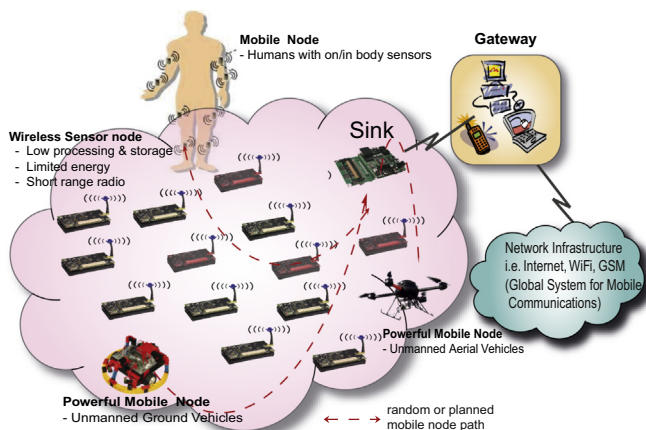 Mobile Node
- Humans with on/in body sensors
Gateway
Wireless Sensor node
- Low processing & storage
- Limited energy
- Short range radio
Sink
Network Infrastructure
i.e. Internet, WiFi, GSM
(Global System for Mobile
Communications)
Powerful Mobile Node
- Unmanned Aerial Vehicles
Powerful Mobile Node
- Unmanned Ground Vehicles
random or planned
mobile node path